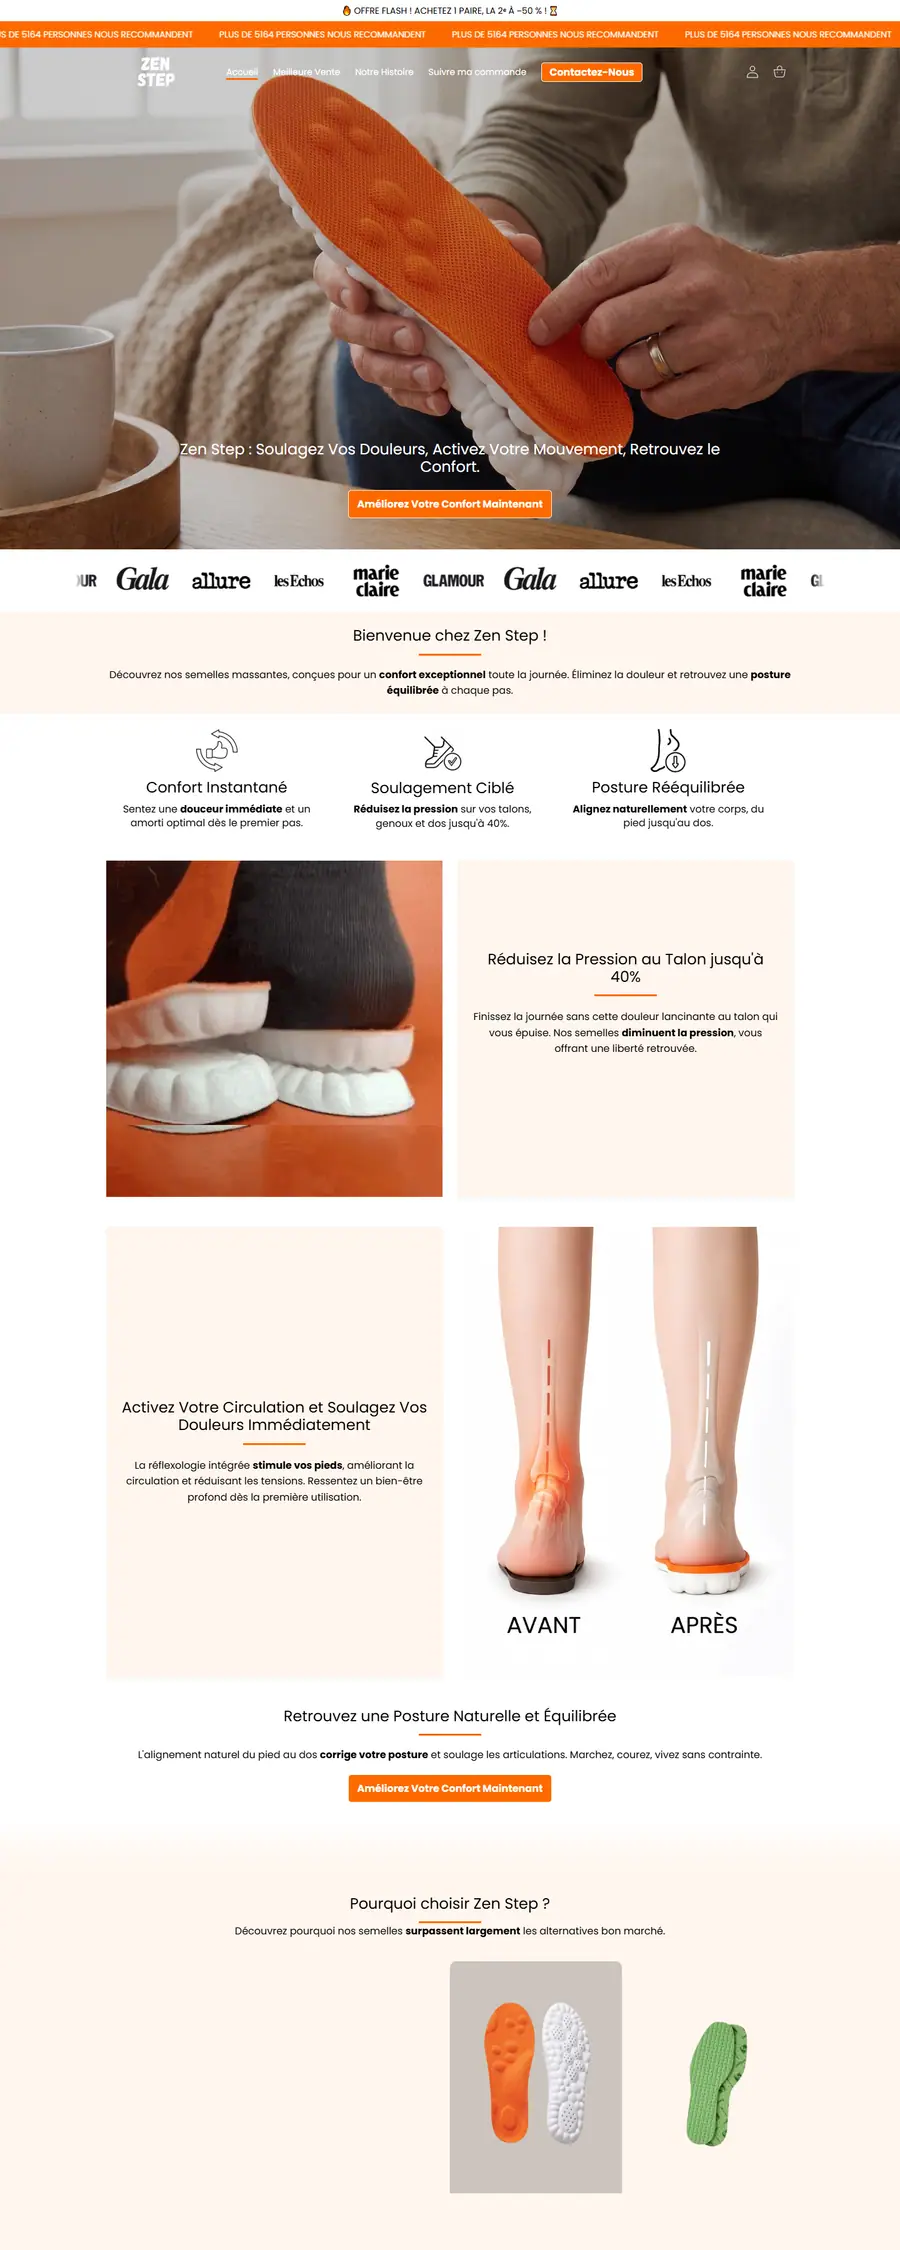 🔥 OFFRE FLASH ! ACHETEZ 1 PAIRE, LA 2ᵉ À −50 % ! ⏳
PLUS DE 5164 PERSONNES NOUS RECOMMANDENT
PLUS DE 5164 PERSONNES NOUS RECOMMANDENT
PLUS DE 5164 PERSONNES NOUS RECOMMANDENT
ZEN STEP
Accueil Meilleure Vente Notre Histoire Suivre ma commande Contactez-Nous
Zen Step : Soulagez Vos Douleurs, Activez Votre Mouvement, Retrouvez le
Confort.
Améliorez Votre Confort Maintenant
Gala allure les Echos marie claire GLAMOUR Gala allure les Echos marie claire
Bienvenue chez Zen Step !
Découvrez nos semelles massantes, conçues pour un confort exceptionnel toute la journée. Éliminez la douleur et retrouvez une posture
équilibrée à chaque pas.
Confort Instantané
Sentez une douceur immédiate et un
amorti optimal dès le premier pas.
Soulagement Ciblé
Réduisez la pression sur vos talons,
genoux et dos jusqu'à 40%.
Posture Rééquilibrée
Alignez naturellement votre corps, du
pied jusqu'au dos.
Réduisez la Pression au Talon jusqu'à
40%
Finissez la journée sans cette douleur lancinante au talon qui
vous épuise. Nos semelles diminuent la pression, vous
offrant une liberté retrouvée.
Activez Votre Circulation et Soulagez Vos
Douleurs Immédiatement
La réflexologie intégrée stimule vos pieds, améliorant la
circulation et réduisant les tensions. Ressentez un bien-être
profond dès la première utilisation.
AVANT APRÈS
Retrouvez une Posture Naturelle et Équilibrée
L'alignement naturel du pied au dos corrige votre posture et soulage les articulations. Marchez, courez, vivez sans contrainte.
Améliorez Votre Confort Maintenant
Pourquoi choisir Zen Step ?
Découvrez pourquoi nos semelles surpassent largement les alternatives bon marché.